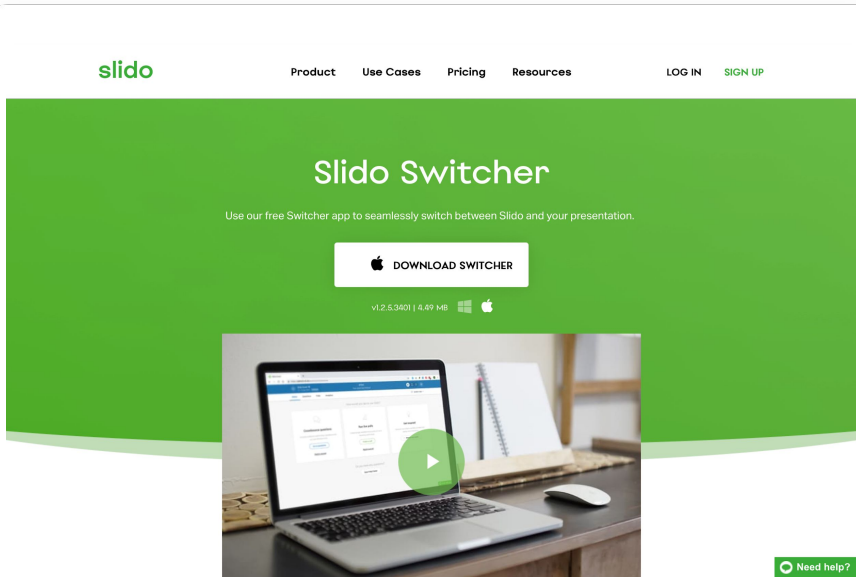 slido
Product Use Cases Pricing Resources
LOG IN SIGN UP
Slido Switcher
Use our free Switcher app to seamlessly switch between Slido and your presentation.
DOWNLOAD SWITCHER
v1.2.5.3401 | 4.49 MB
Need help?